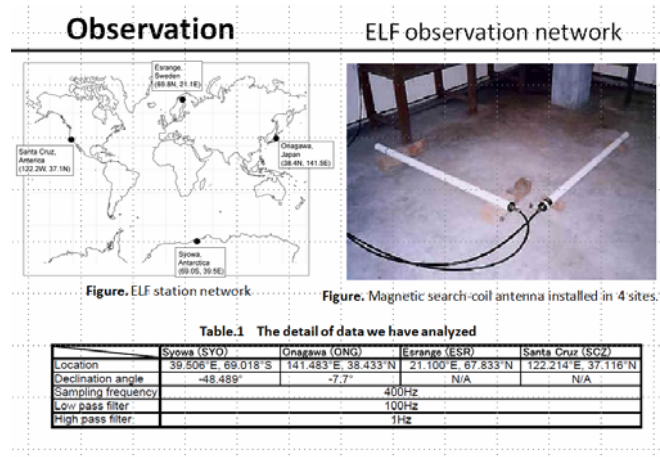 Observation
ELF observation network
Esrange,
Sweden
(69.8N, 21.1E)
Santa Cruz,
America
(122.2W, 37.1N)
Onagawa,
Japan
(38.4N, 141.5E)
Syowa,
Antarctica
(69.0S, 39.5E)
Figure. ELF station network
Figure. Magnetic search-coil antenna installed in 4 sites.
Table.1 The detail of data we have analyzed
Syowa (SYO) Onagawa (ONG) Esrange (ESR) Santa Cruz (SCZ)
Location 39.506°E, 69.018°S 141.483°E, 38.433°N 21.100°E, 67.833°N 122.214°E, 37.116°N
Declination angle -48.489° -7.7° N/A N/A
Sampling frequency 400Hz
Low pass filter 100Hz
High pass filter 1Hz